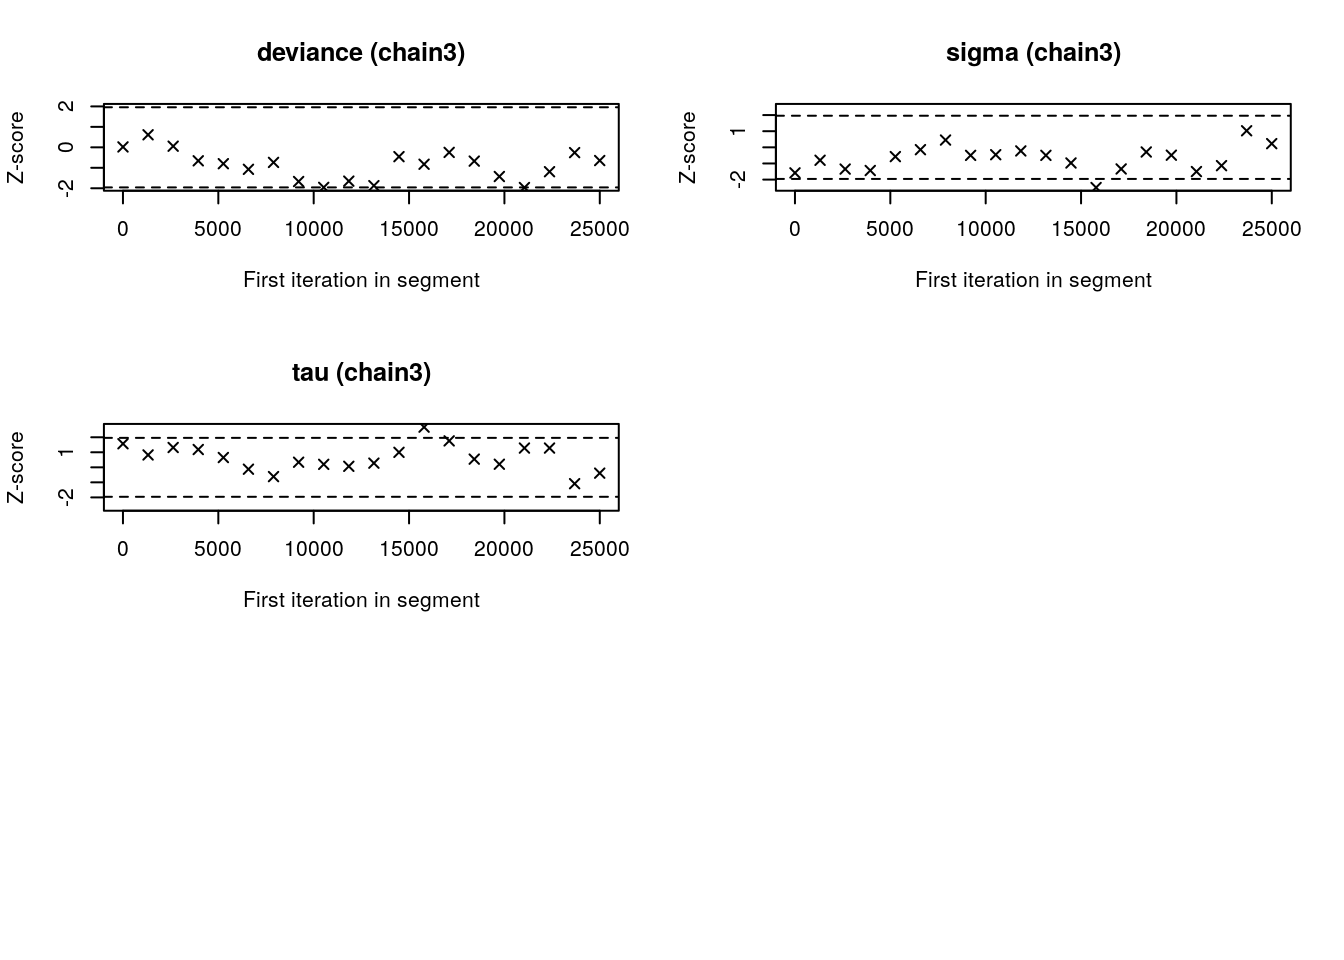 deviance (chain3)
Z-score
2
0
-2
0 5000 10000 15000 20000 25000
First iteration in segment
sigma (chain3)
Z-score
1
-2
0 5000 10000 15000 20000 25000
First iteration in segment
tau (chain3)
Z-score
1
-2
0 5000 10000 15000 20000 25000
First iteration in segment